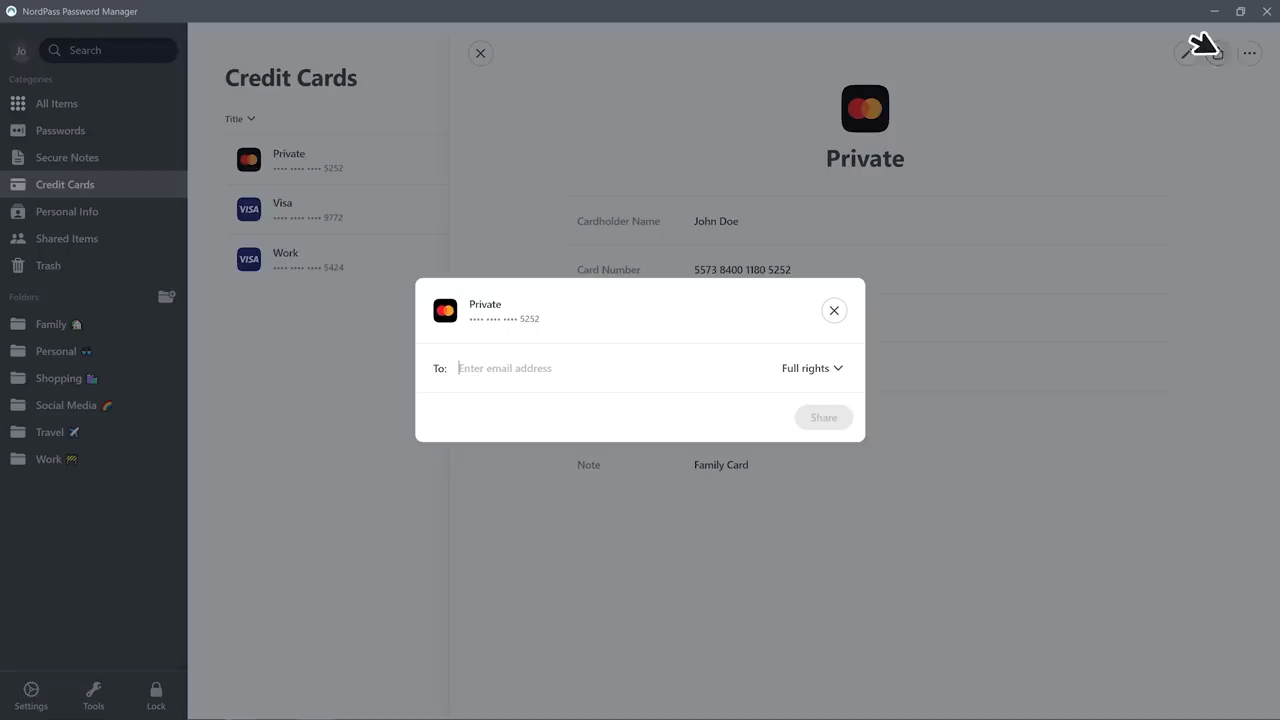 NordPass Password Manager
Jo
Search
Categories
All Items
Passwords
Secure Notes
Credit Cards
Personal Info
Shared Items
Trash
Folders
Family
Personal
Shopping
Social Media
Travel
Work
Settings
Tools
Lock
Credit Cards
Title
Private
•••• •••• •••• 5252
VISA
Visa
•••• •••• •••• 9772
VISA
Work
•••• •••• •••• 5424
Private
Cardholder Name John Doe
Card Number 5573 8400 1180 5252
Private
•••• •••• •••• 5252
To: Enter email address Full rights
Share
Note Family Card